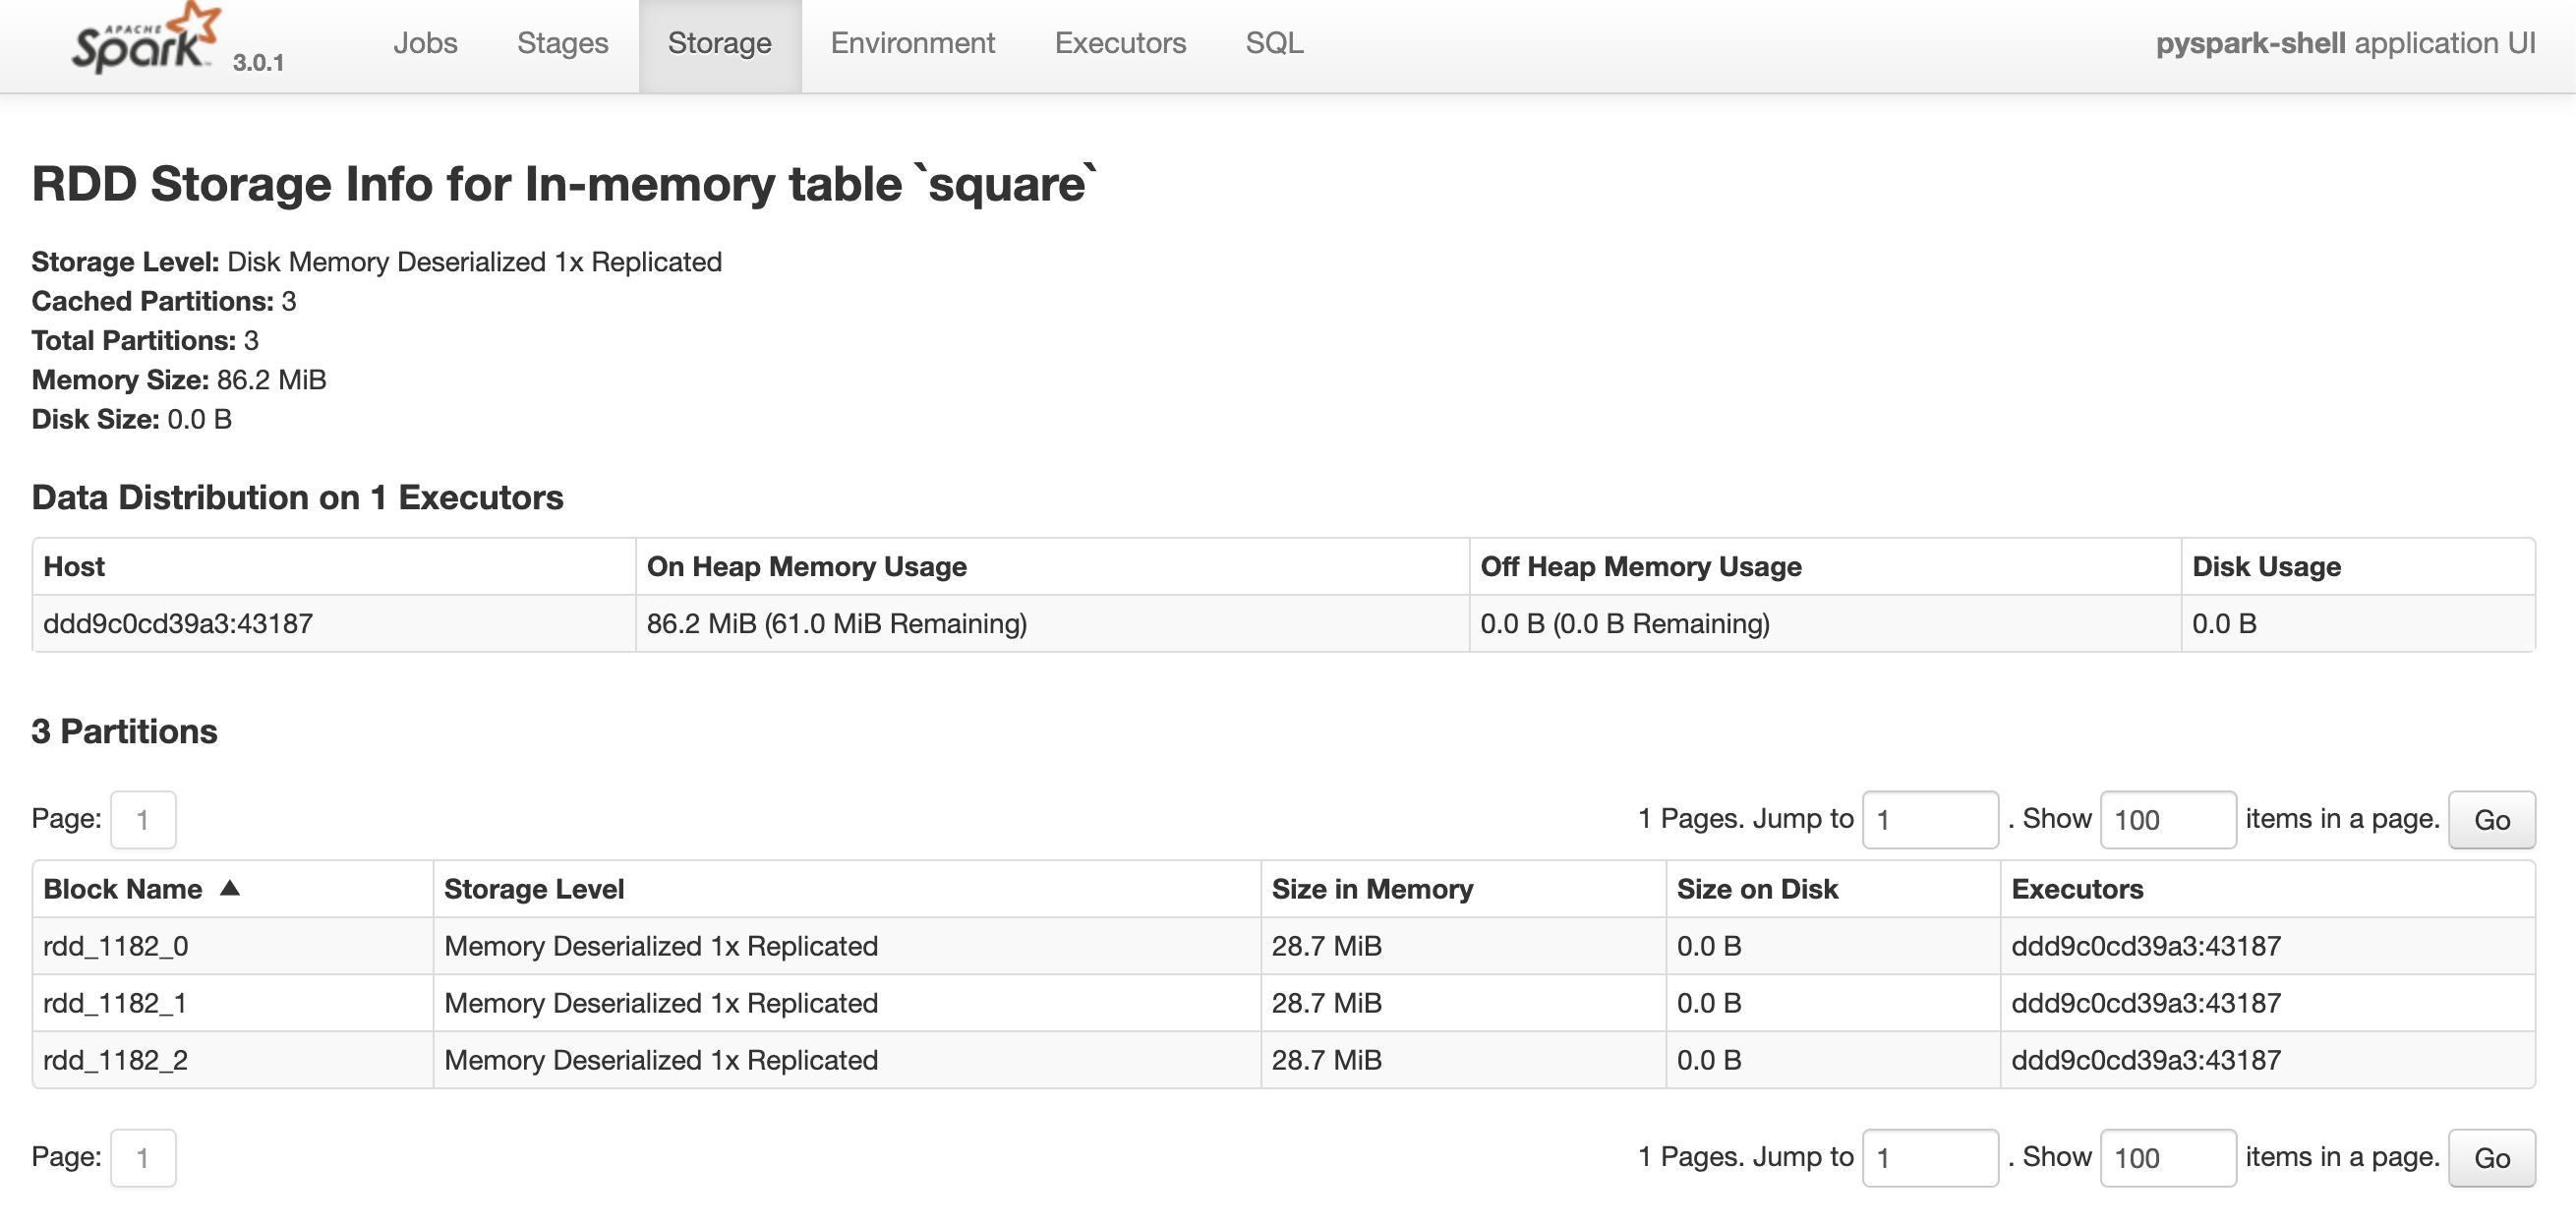 APACHE Spark™ 3.0.1 Jobs Stages Storage Environment Executors SQL pyspark-shell application UI
RDD Storage Info for In-memory table `square`
Storage Level: Disk Memory Deserialized 1x Replicated
Cached Partitions: 3
Total Partitions: 3
Memory Size: 86.2 MiB
Disk Size: 0.0 B
Data Distribution on 1 Executors
Host On Heap Memory Usage Off Heap Memory Usage Disk Usage
ddd9c0cd39a3:43187 86.2 MiB (61.0 MiB Remaining) 0.0 B (0.0 B Remaining) 0.0 B
3 Partitions
Page: 1 1 Pages. Jump to 1 . Show 100 items in a page. Go
Block Name ▲ Storage Level Size in Memory Size on Disk Executors
rdd_1182_0 Memory Deserialized 1x Replicated 28.7 MiB 0.0 B ddd9c0cd39a3:43187
rdd_1182_1 Memory Deserialized 1x Replicated 28.7 MiB 0.0 B ddd9c0cd39a3:43187
rdd_1182_2 Memory Deserialized 1x Replicated 28.7 MiB 0.0 B ddd9c0cd39a3:43187
Page: 1 1 Pages. Jump to 1 . Show 100 items in a page. Go